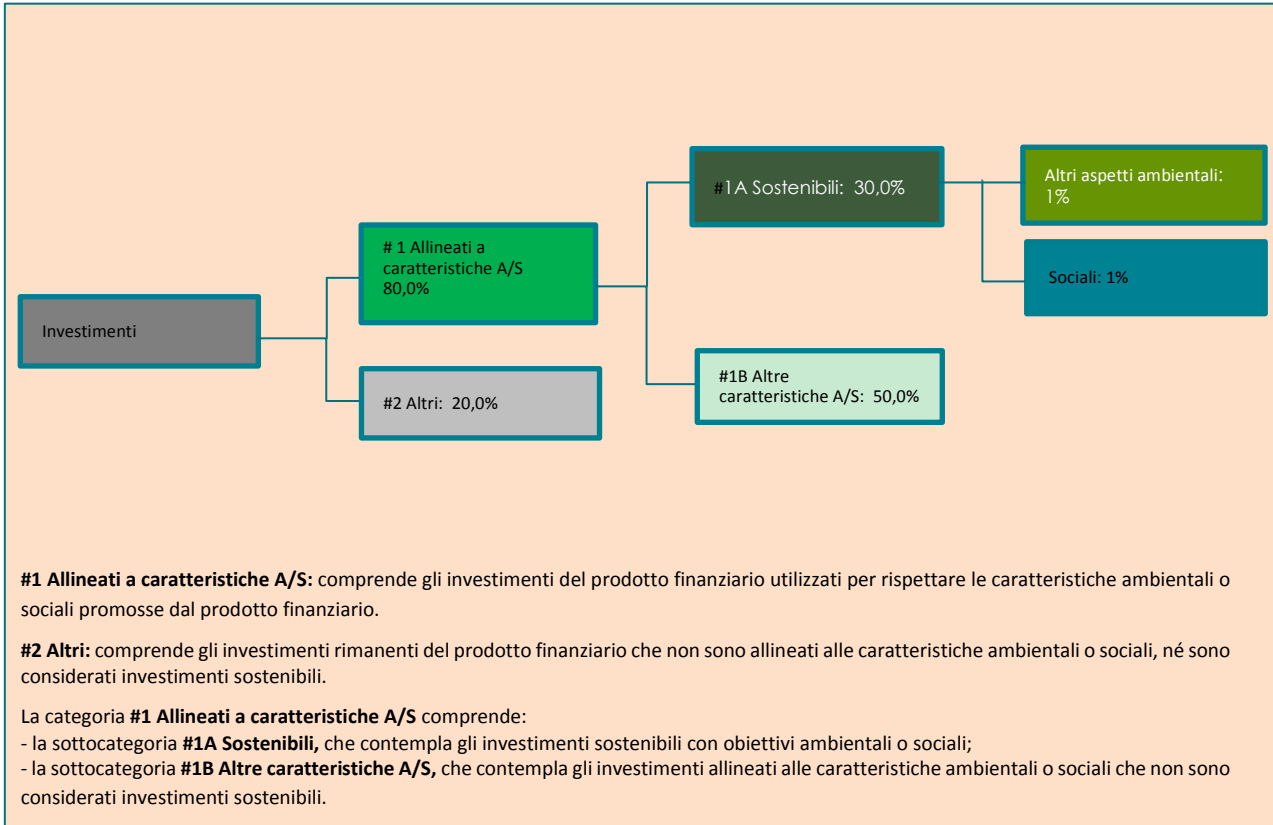 #1A Sostenibili: 30,0%
Altri aspetti ambientali:
1%
# 1 Allineati a
caratteristiche A/S
80,0%
Sociali: 1%
Investimenti
#2 Altri: 20,0%
#1B Altre
caratteristiche A/S: 50,0%
#1 Allineati a caratteristiche A/S: comprende gli investimenti del prodotto finanziario utilizzati per rispettare le caratteristiche ambientali o
sociali promosse dal prodotto finanziario.
#2 Altri: comprende gli investimenti rimanenti del prodotto finanziario che non sono allineati alle caratteristiche ambientali o sociali, né sono
considerati investimenti sostenibili.
La categoria #1 Allineati a caratteristiche A/S comprende:
- la sottocategoria #1A Sostenibili, che contempla gli investimenti sostenibili con obiettivi ambientali o sociali;
- la sottocategoria #1B Altre caratteristiche A/S, che contempla gli investimenti allineati alle caratteristiche ambientali o sociali che non sono
considerati investimenti sostenibili.